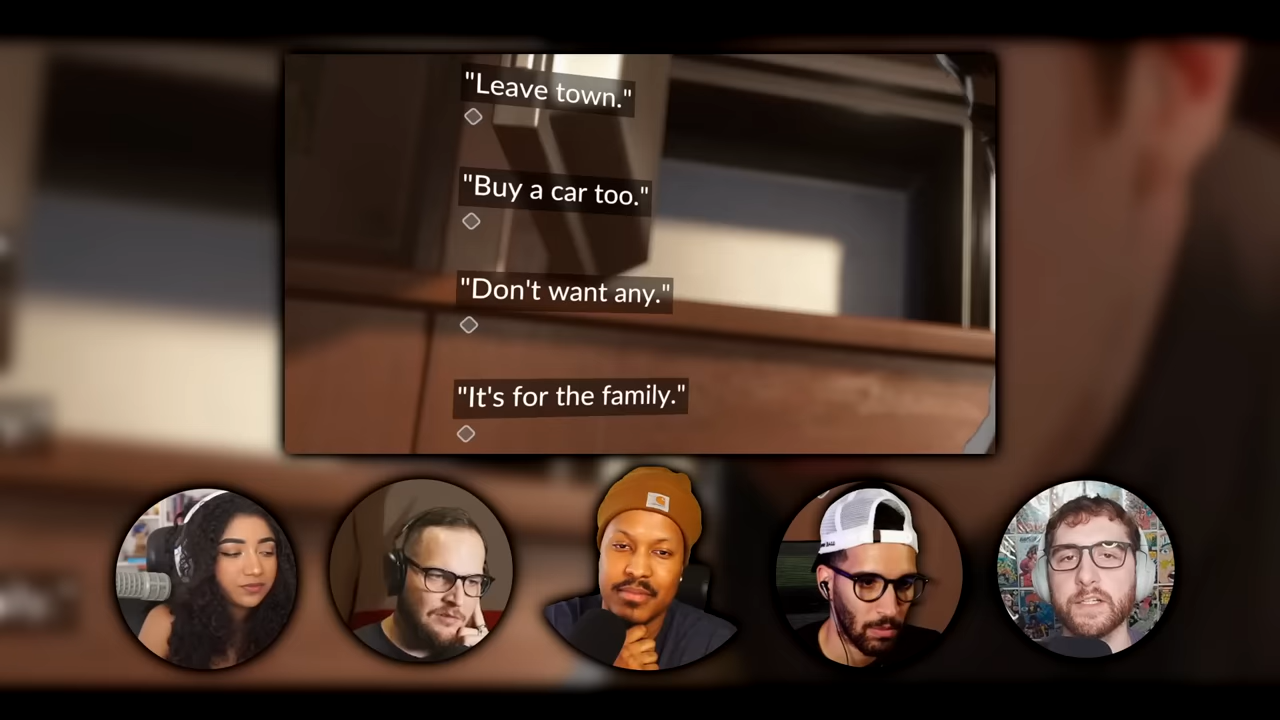 "Leave town."
"Buy a car too."
"Don't want any."
"It's for the family."